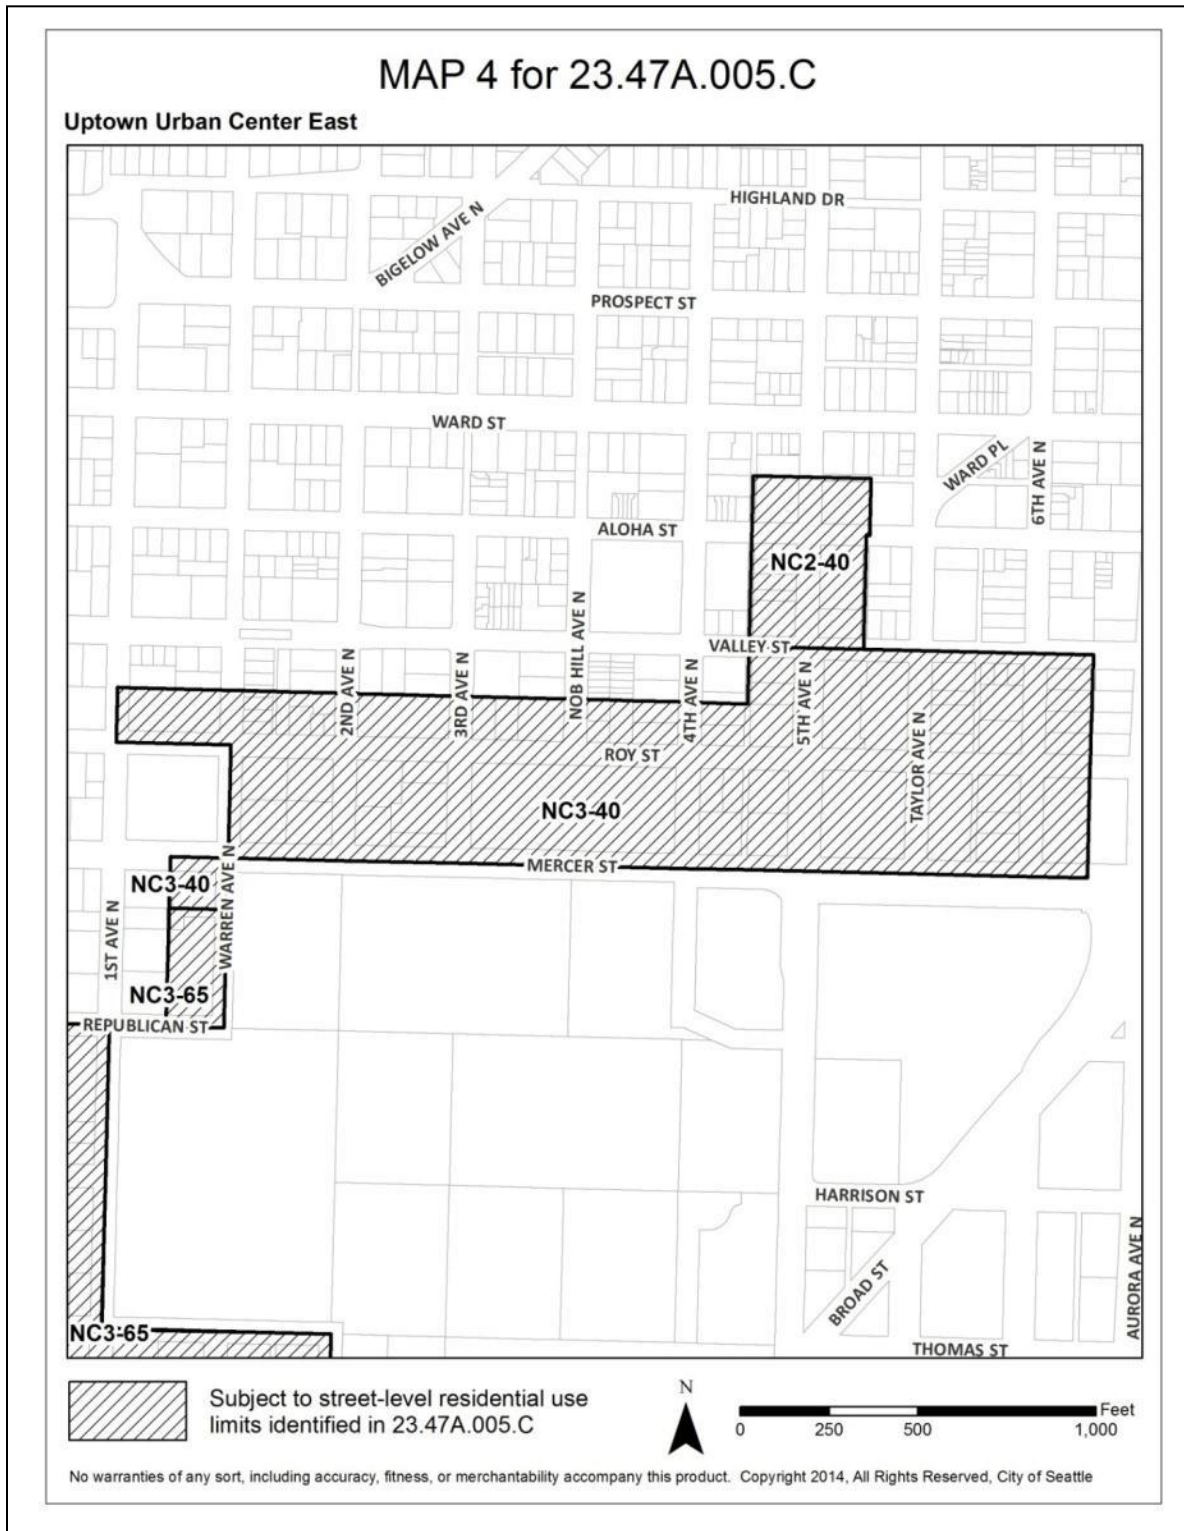 MAP 4 for 23.47A.005.C
Uptown Urban Center East
HIGHLAND DR
BIGELOW AVE N
PROSPECT ST
WARD ST
WARD PL
6TH AVE N
ALOHA ST
NC2-40
NOB HILL AVE N
VALLEY ST
2ND AVE N
3RD AVE N
4TH AVE N
5TH AVE N
TAYLOR AVE N
ROY ST
NC3-40
MERCER ST
NC3-40
WARREN AVE N
1ST AVE N
NC3-65
REPUBLICAN ST
HARRISON ST
BROAD ST
AURORA AVE N
NC3-65
THOMAS ST
Subject to street-level residential use
limits identified in 23.47A.005.C
N
Feet
0 250 500 1,000
No warranties of any sort, including accuracy, fitness, or merchantability accompany this product. Copyright 2014, All Rights Reserved, City of Seattle